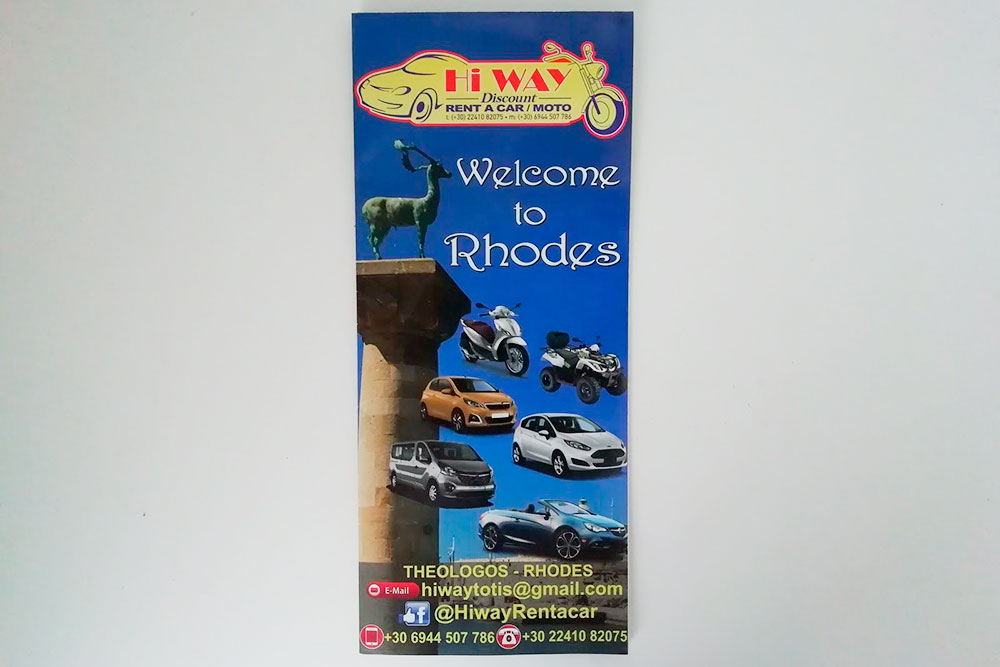 Hi WAY
Discount
RENT A CAR / MOTO
t: (+30) 22410 82075 • m: (+30) 6944 507 786
Welcome
to
Rhodes
THEOLOGOS - RHODES
E-Mail hiwaytotis@gmail.com
f @HiwayRentacar
+30 6944 507 786 +30 22410 82075